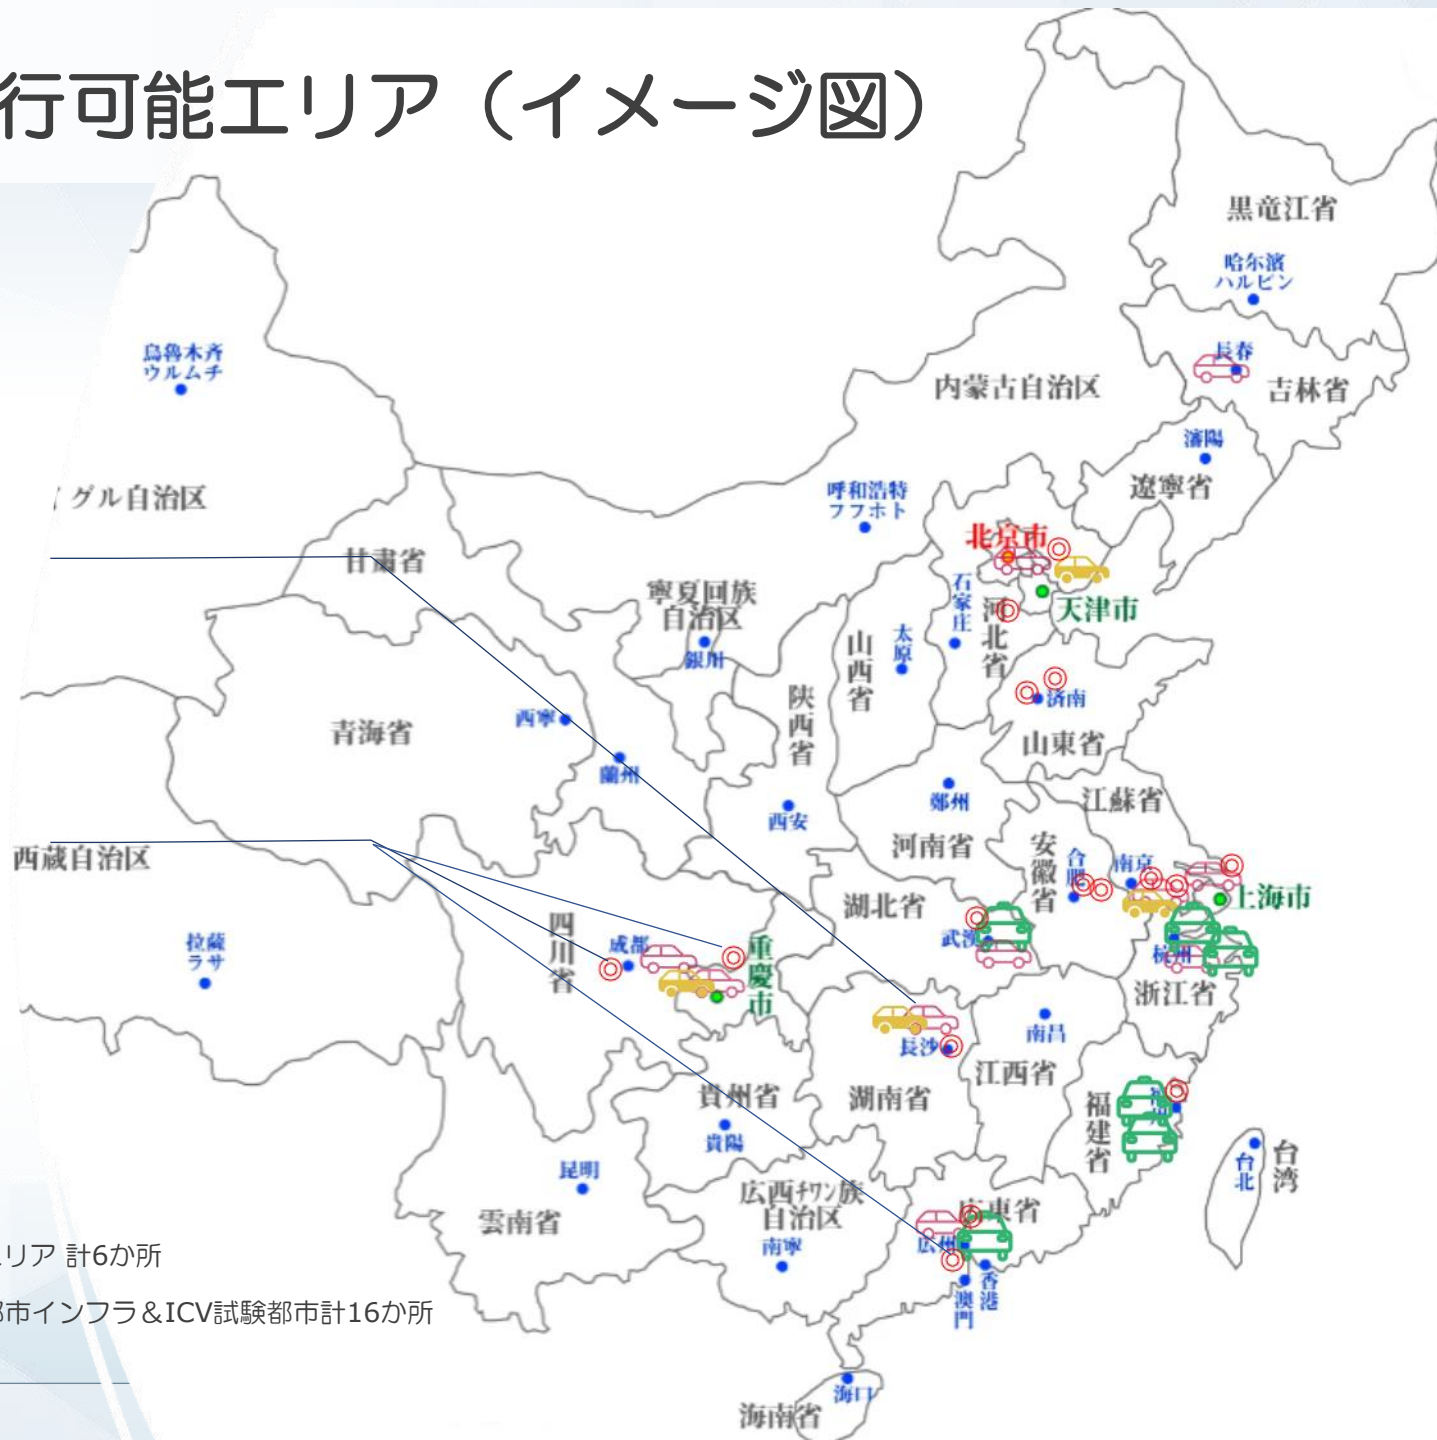 行可能エリア（イメージ図）
黒竜江省
哈尔濱
ハルビン
長春
吉林省
烏魯木斉
ウルムチ
内蒙古自治区
瀋陽
遼寧省
グル自治区
呼和浩特
フフホト
北京市
甘粛省
石家庄
天津市
河北省
寧夏回族
自治区
銀川
太原
山西省
陝西省
済南
西寧
青海省
山東省
蘭州
鄭州
江蘇省
西安
河南省
安徽省
合肥
南京
西蔵自治区
湖北省
上海市
四川省
成都
重慶市
武漢
杭州
拉薩
ラサ
浙江省
南昌
長沙
江西省
貴州省
湖南省
福建省
貴陽
昆明
台北
台湾
広西チワン族
自治区
広東省
雲南省
広州
南寧
香港
澳門
リア 計6か所
都市インフラ＆ICV試験都市計16か所
海口
海南省